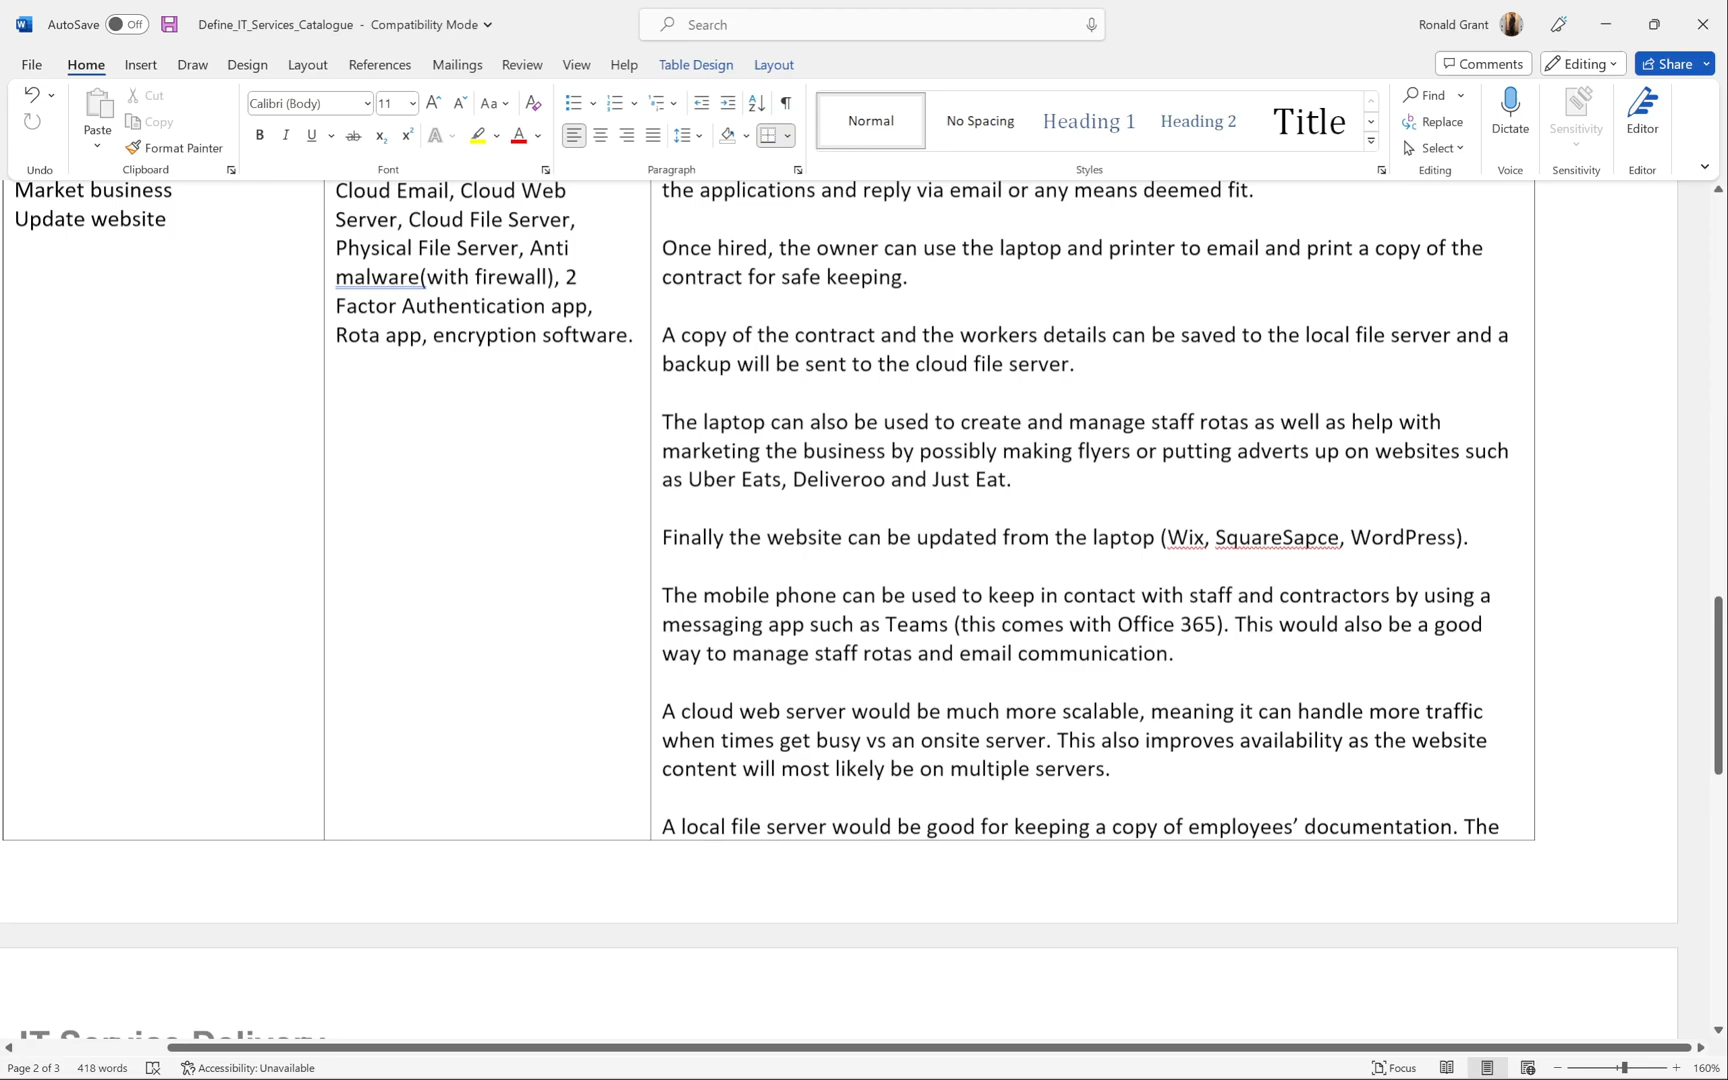 AutoSave Off Define_IT_Services_Catalogue - Compatibility Mode Search Ronald Grant
File Home Insert Draw Design Layout References Mailings Review View Help Table Design Layout Comments Editing Share
Paste Cut Copy Format Painter
Calibri (Body) 11
Normal No Spacing Heading 1 Heading 2 Title
Find Replace Select
Dictate Sensitivity Editor
Undo Clipboard Font Paragraph Styles Editing Voice Sensitivity Editor
Market business
Update website
Cloud Email, Cloud Web
Server, Cloud File Server,
Physical File Server, Anti
malware(with firewall), 2
Factor Authentication app,
Rota app, encryption software.
the applications and reply via email or any means deemed fit.
Once hired, the owner can use the laptop and printer to email and print a copy of the
contract for safe keeping.
A copy of the contract and the workers details can be saved to the local file server and a
backup will be sent to the cloud file server.
The laptop can also be used to create and manage staff rotas as well as help with
marketing the business by possibly making flyers or putting adverts up on websites such
as Uber Eats, Deliveroo and Just Eat.
Finally the website can be updated from the laptop (Wix, SquareSapce, WordPress).
The mobile phone can be used to keep in contact with staff and contractors by using a
messaging app such as Teams (this comes with Office 365). This would also be a good
way to manage staff rotas and email communication.
A cloud web server would be much more scalable, meaning it can handle more traffic
when times get busy vs an onsite server. This also improves availability as the website
content will most likely be on multiple servers.
A local file server would be good for keeping a copy of employees’ documentation. The
IT Service Delivery
Page 2 of 3 418 words Accessibility: Unavailable Focus 160%